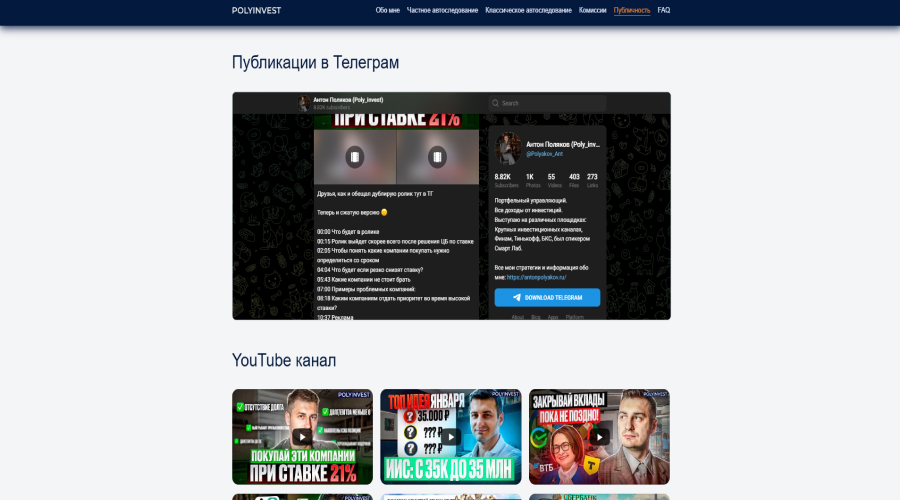 POLYINVEST
Обо мне Частное автоследование Классическое автоследование Комиссии Публичность FAQ
Публикации в Телеграм
Антон Поляков (Poly_invest)
8.82K subscribers
Search
ПРИ СТАВКЕ 21%
Друзья, как и обещал дублирую ролик тут в ТГ
Теперь и сжатую версию
00:00 Что будет в ролике
00:15 Ролик выйдет скорее всего после решения ЦБ по ставке
02:05 Чтобы понять какие компании покупать нужно
определиться со сроком
04:04 Что будет если резко снизят ставку?
05:43 Какие компании не стоит брать
07:00 Примеры проблемных компаний:
08:18 Каким компаниям отдать приоритет во время высокой
ставки?
10:37 Реклама
Антон Поляков (Poly_inv...
@Polyakov_Ant
8.82K 1K 55 403 273
Subscribers Photos Videos Files Links
Портфельный управляющий.
Все доходы от инвестиций.
Выступаю на различных площадках:
Крупных инвестиционных каналах,
Финам, Тинькофф, БКС, был спикером
Смарт Лаб.
Все мои стратегии и информация обо
мне: https://antonpolyakov.ru/
DOWNLOAD TELEGRAM
About Blog Apps Platform
YouTube канал
POLYINVEST
ОТСУТСТВИЕ ДОЛГА
ПОКУПАЙ ЭТИ КОМПАНИИ
ПРИ СТАВКЕ 21%
POLYINVEST
ТОП ИДЕЯ ЯНВАРЯ
35.000 ₽
??? ₽
??? ₽
ИИС: С 35К ДО 35 МЛН
POLYINVEST
ЗАКРЫВАЙ ВКЛАДЫ
ПОКА НЕ ПОЗДНО!
ВТБ
POLYINVEST
СБЕРБАНК